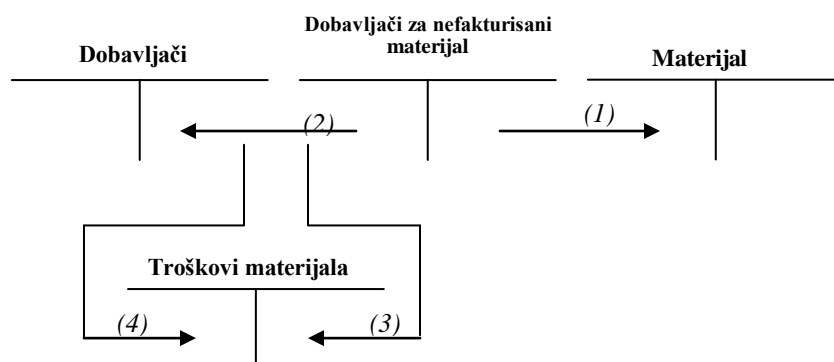 Dobavljači
Dobavljači za nefakturisani
materijal
Materijal
(2)
(1)
Troškovi materijala
(4)
(3)